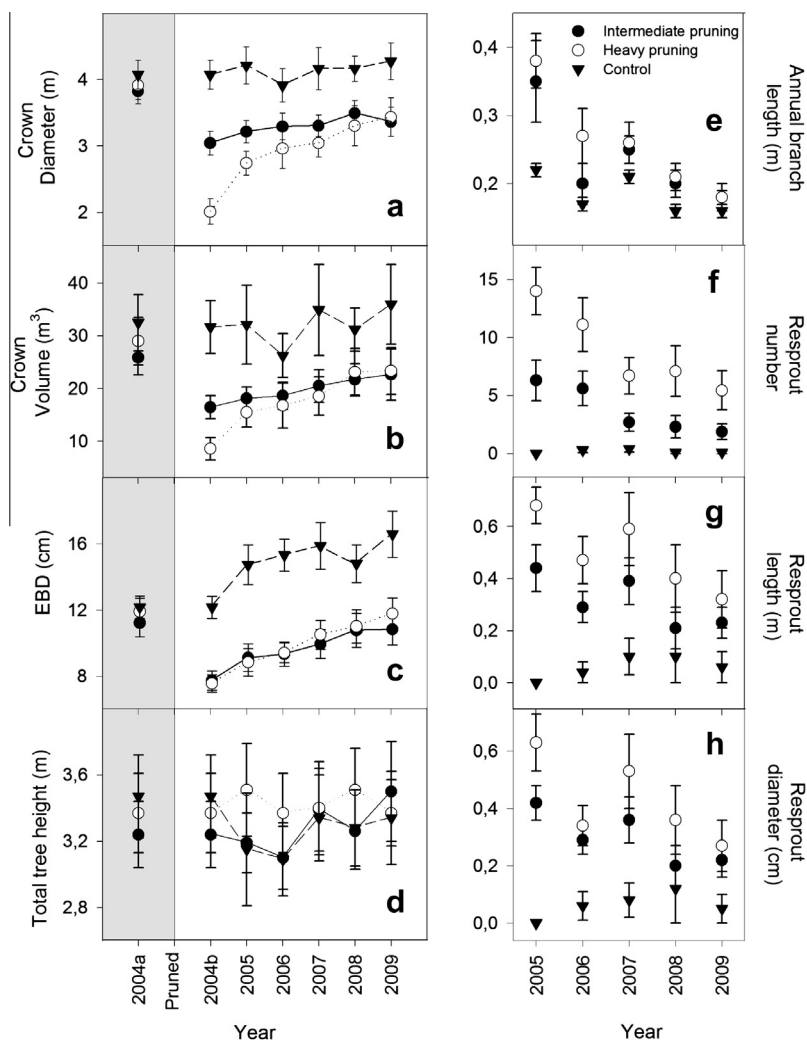 Crown
Diameter (m)
4
3
2
a
Crown
Volume (m³)
40
30
20
10
b
EBD (cm)
16
12
8
c
Total tree height (m)
3,6
3,2
2,8
d
2004a
Pruned
2004b
2005
2006
2007
2008
2009
Year
Intermediate pruning
Heavy pruning
Control
0,4
0.3
0.2
e
Annual branch
length (m)
15
10
5
0
f
Resprout
number
0,6
0,4
0,2
0,0
g
Resprout
length (m)
0,6
0,4
0,2
0,0
h
Resprout
diameter (cm)
2005
2006
2007
2008
2009
Year